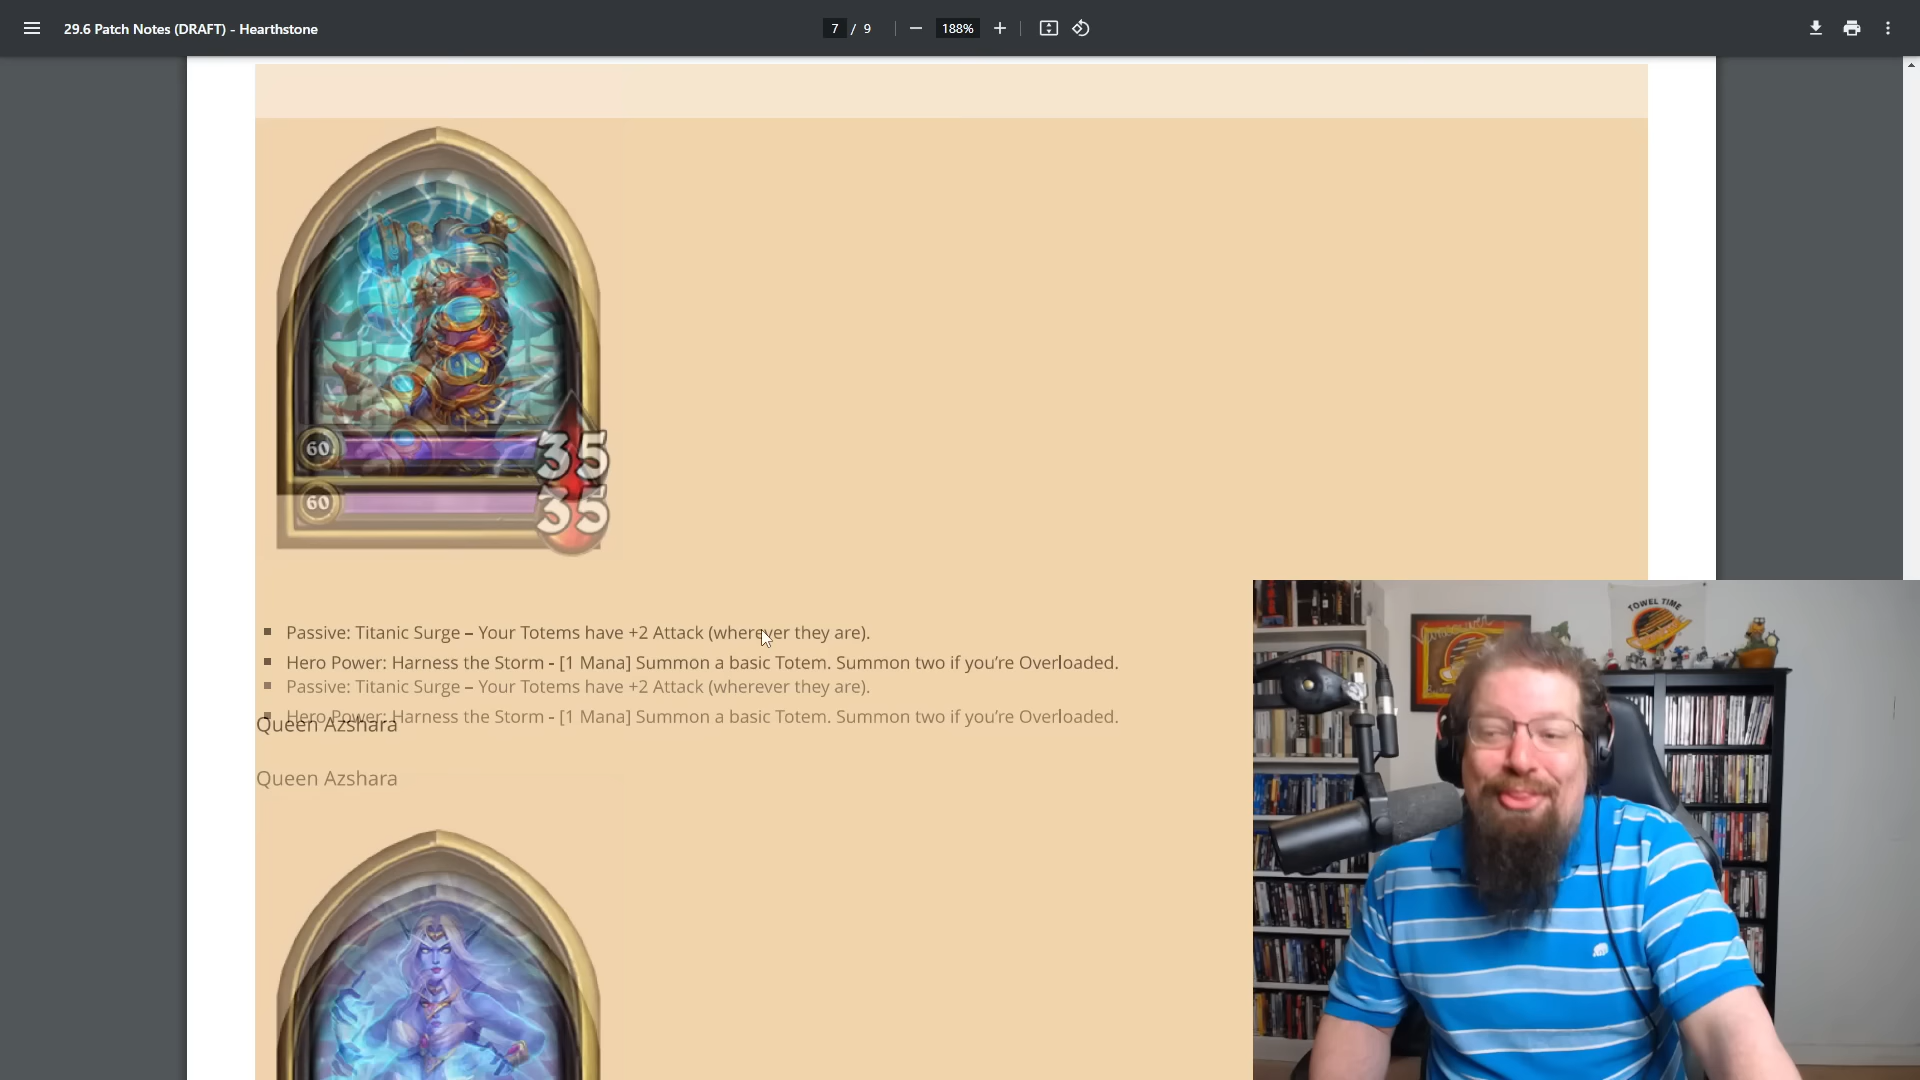 29.6 Patch Notes (DRAFT) - Hearthstone
7 / 9
188%
60
35
60
35
Passive: Titanic Surge – Your Totems have +2 Attack (wherever they are).
Hero Power: Harness the Storm - [1 Mana] Summon a basic Totem. Summon two if you’re Overloaded.
Passive: Titanic Surge – Your Totems have +2 Attack (wherever they are).
Hero Power: Harness the Storm - [1 Mana] Summon a basic Totem. Summon two if you’re Overloaded.
Queen Azshara
Queen Azshara
TOWEL TIME